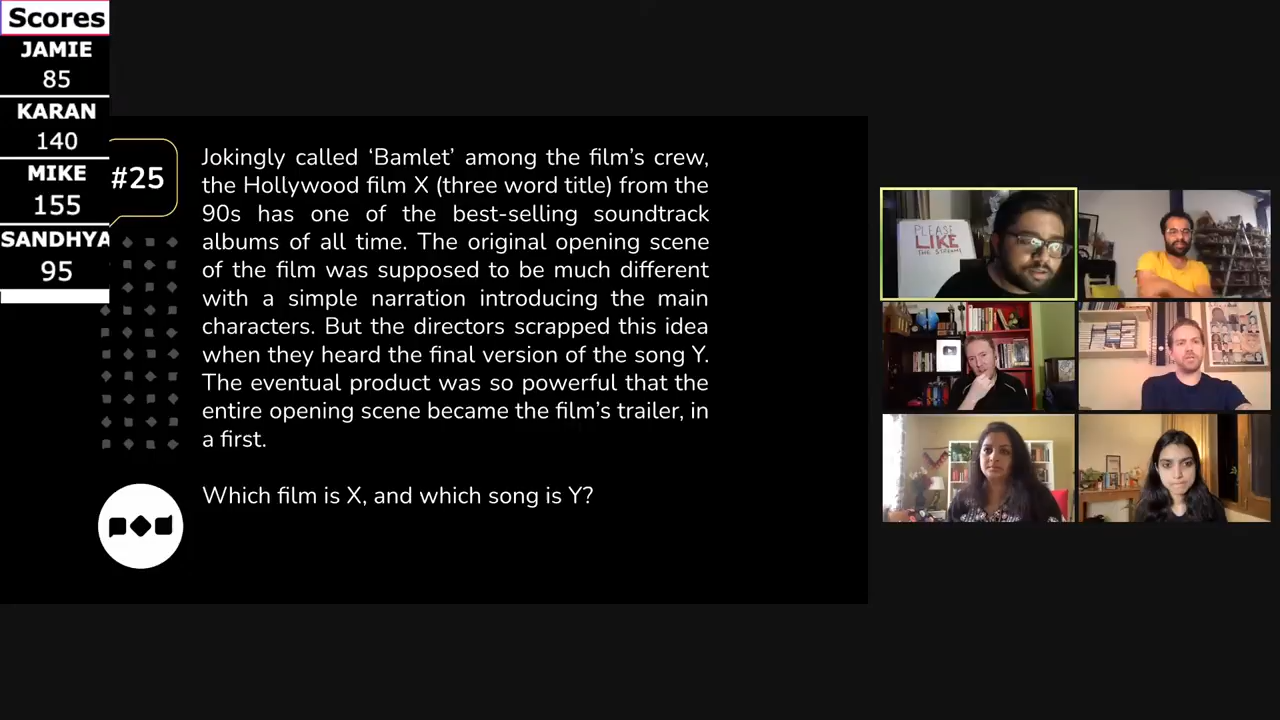 Scores
JAMIE
85
KARAN
140
MIKE
155
SANDHYA
95
#25
Jokingly called ‘Bamlet’ among the film’s crew,
the Hollywood film X (three word title) from the
90s has one of the best-selling soundtrack
albums of all time. The original opening scene
of the film was supposed to be much different
with a simple narration introducing the main
characters. But the directors scrapped this idea
when they heard the final version of the song Y.
The eventual product was so powerful that the
entire opening scene became the film’s trailer, in
a first.
Which film is X, and which song is Y?
PLEASE
LIKE
THE STREAM